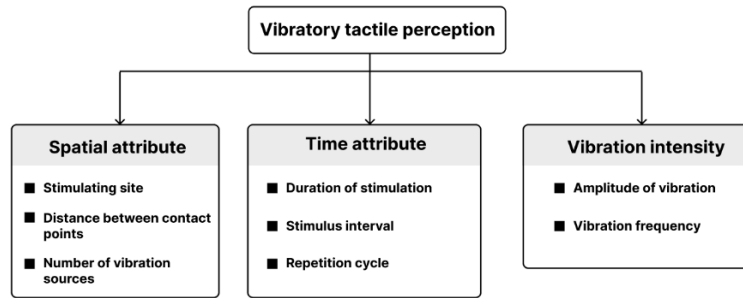 Vibratory tactile perception
Spatial attribute
Stimulating site
Distance between contact
points
Number of vibration
sources
Time attribute
Duration of stimulation
Stimulus interval
Repetition cycle
Vibration intensity
Amplitude of vibration
Vibration frequency